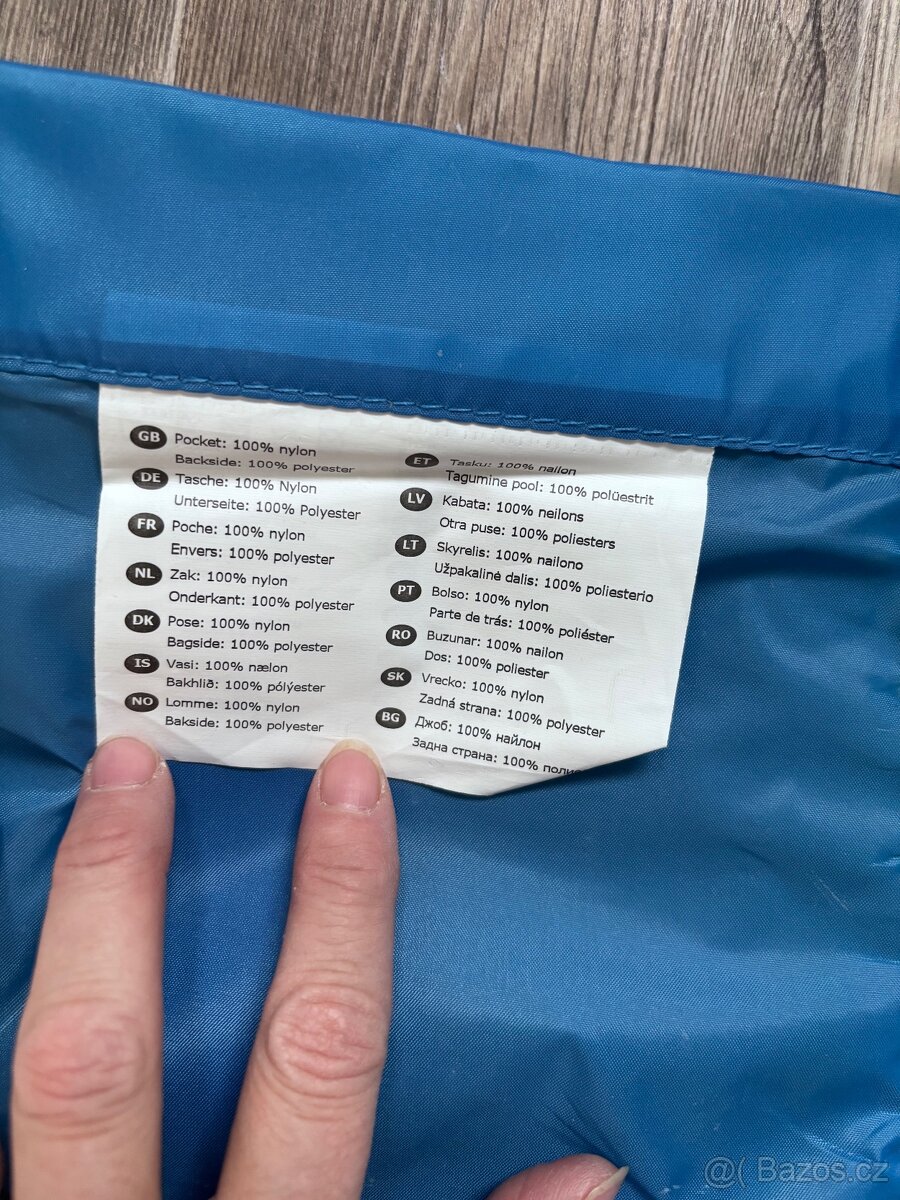 GB Pocket: 100% nylon
Backside: 100% polyester
DE Tasche: 100% Nylon
Unterseite: 100% Polyester
FR Poche: 100% nylon
Envers: 100% polyester
NL Zak: 100% nylon
Onderkant: 100% polyester
DK Pose: 100% nylon
Bagside: 100% polyester
IS Vasi: 100% nælon
Bakhlið: 100% pólýester
NO Lomme: 100% nylon
Bakside: 100% polyester
ET Tasku: 100% nailon
Tagumine pool: 100% polüestrit
LV Kabata: 100% neilons
Otra puse: 100% poliesters
LT Skyrelis: 100% nailono
Užpakalinė dalis: 100% poliesterio
PT Bolso: 100% nylon
Parte de trás: 100% poliéster
RO Buzunar: 100% nailon
Dos: 100% poliester
SK Vrecko: 100% nylon
Zadná strana: 100% polyester
BG Джоб: 100% найлон
Задна страна: 100%
@( Bazos.cz